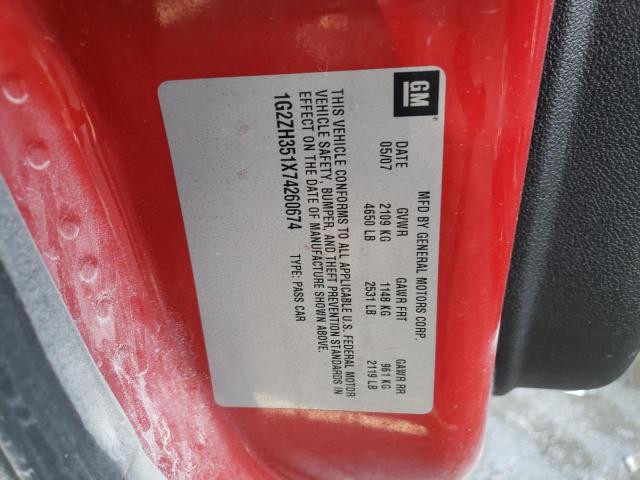 GM
MFD BY GENERAL MOTORS CORP.
DATE GVWR GAWR FRT GAWR RR
05/07 2109 KG 1148 KG 961 KG
4650 LB 2531 LB 2119 LB
THIS VEHICLE CONFORMS TO ALL APPLICABLE U.S. FEDERAL MOTOR
VEHICLE SAFETY, BUMPER, AND THEFT PREVENTION STANDARDS IN
EFFECT ON THE DATE OF MANUFACTURE SHOWN ABOVE.
1G2ZH351X74260674 TYPE: PASS CAR